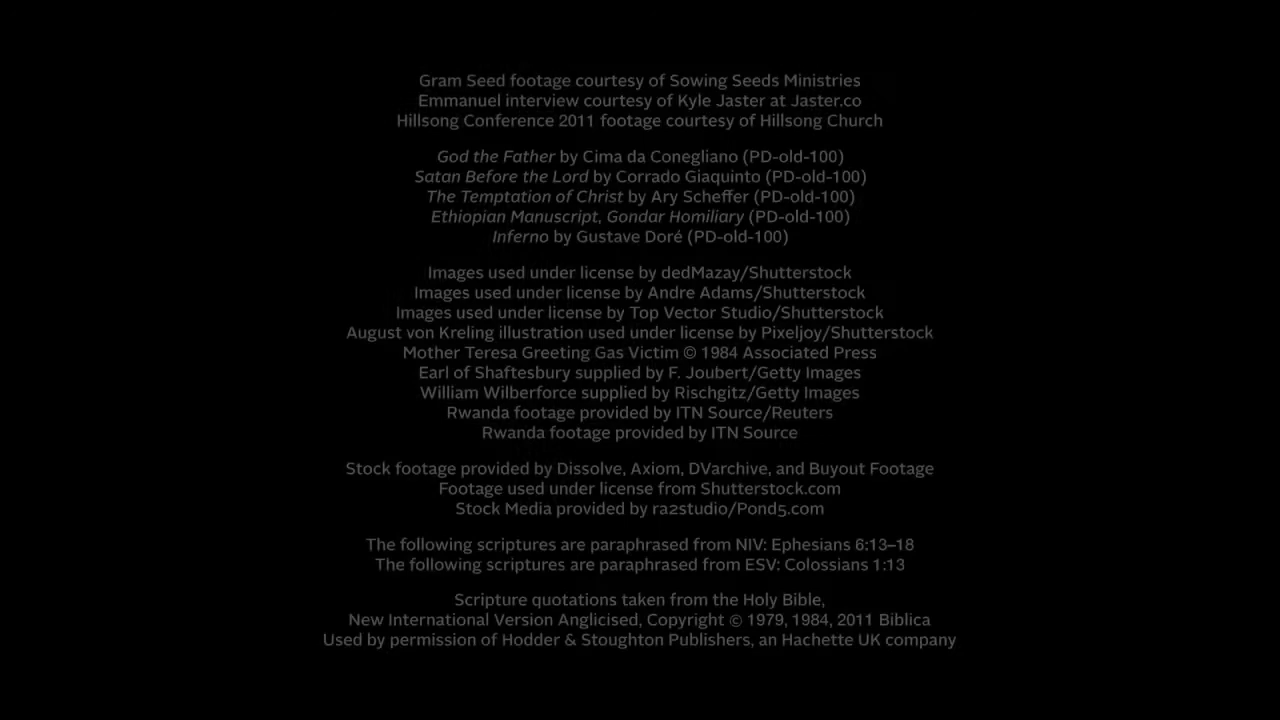 Gram Seed footage courtesy of Sowing Seeds Ministries
Emmanuel interview courtesy of Kyle Jaster at Jaster.co
Hillsong Conference 2011 footage courtesy of Hillsong Church
God the Father by Cima da Conegliano (PD-old-100)
Satan Before the Lord by Corrado Giaquinto (PD-old-100)
The Temptation of Christ by Ary Scheffer (PD-old-100)
Ethiopian Manuscript, Gondar Homiliary (PD-old-100)
Inferno by Gustave Doré (PD-old-100)
Images used under license by dedMazay/Shutterstock
Images used under license by Andre Adams/Shutterstock
Images used under license by Top Vector Studio/Shutterstock
August von Kreling illustration used under license by Pixeljoy/Shutterstock
Mother Teresa Greeting Gas Victim © 1984 Associated Press
Earl of Shaftesbury supplied by F. Joubert/Getty Images
William Wilberforce supplied by Rischgitz/Getty Images
Rwanda footage provided by ITN Source/Reuters
Rwanda footage provided by ITN Source
Stock footage provided by Dissolve, Axiom, DVarchive, and Buyout Footage
Footage used under license from Shutterstock.com
Stock Media provided by ra2studio/Pond5.com
The following scriptures are paraphrased from NIV: Ephesians 6:13–18
The following scriptures are paraphrased from ESV: Colossians 1:13
Scripture quotations taken from the Holy Bible,
New International Version Anglicised, Copyright © 1979, 1984, 2011 Biblica
Used by permission of Hodder & Stoughton Publishers, an Hachette UK company